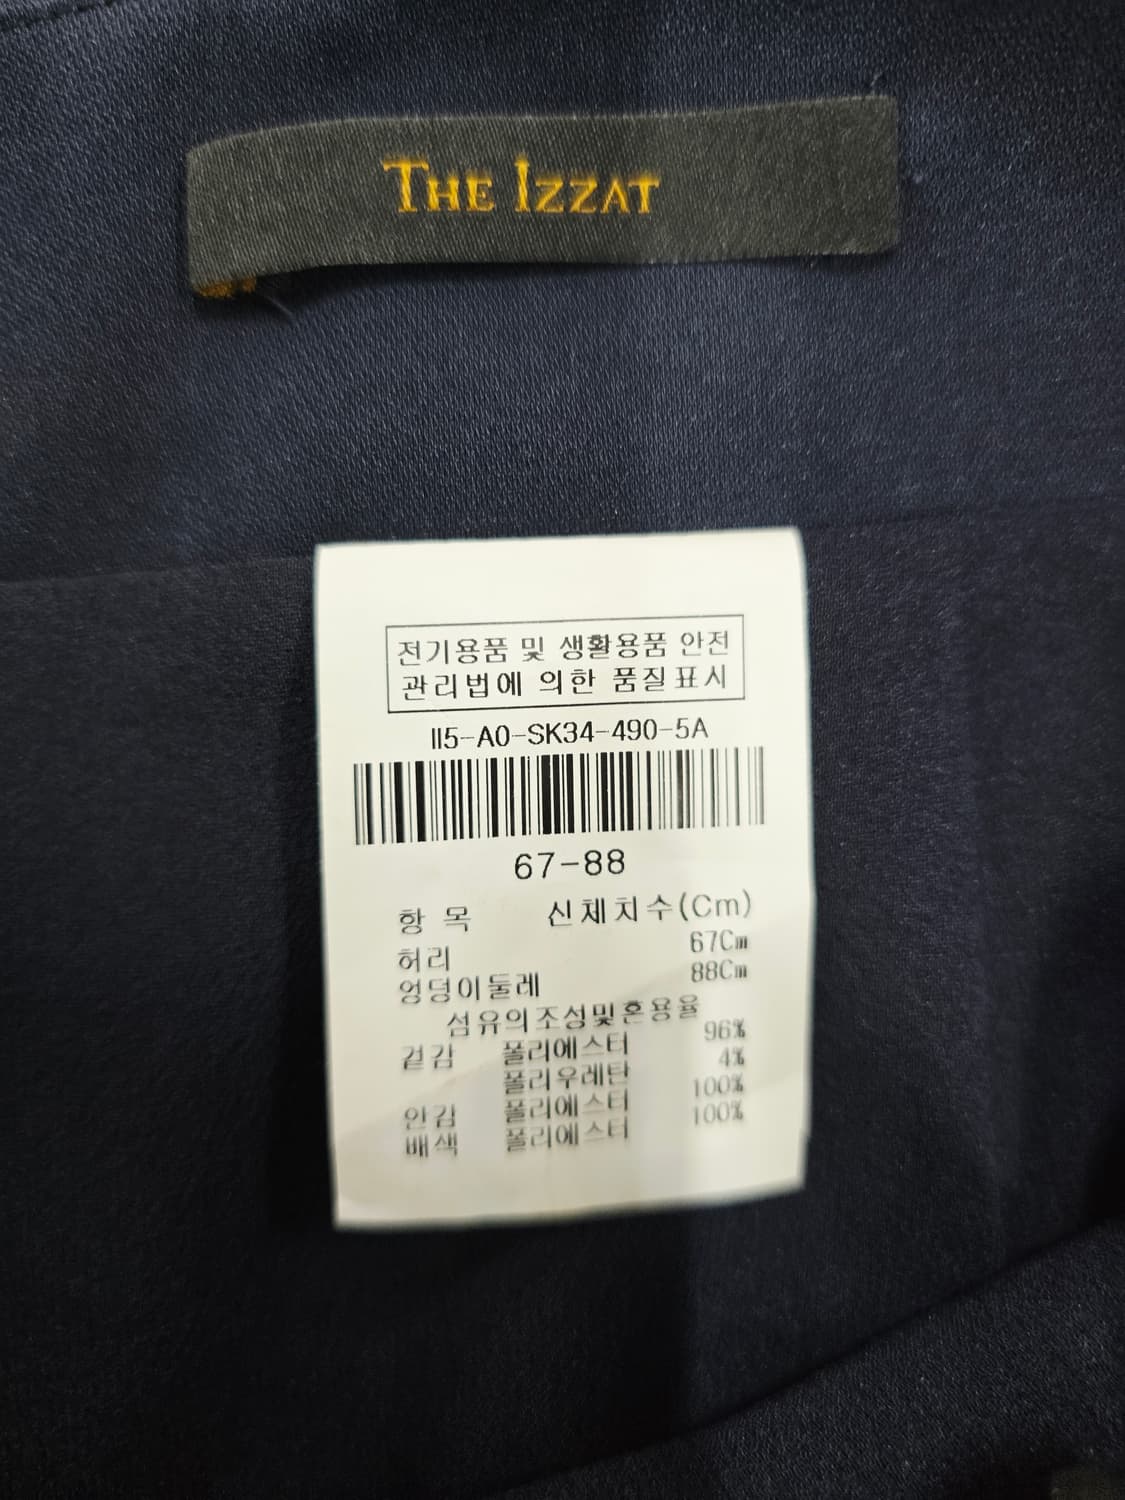 THE IZZAT
전기용품 및 생활용품 안전
관리법에 의한 품질표시
II5-A0-SK34-490-5A
67-88
항 목 신체치수(Cm)
허리 67Cm
엉덩이둘레 88Cm
섬유의조성및혼용율
겉감 폴리에스터 96%
폴리우레탄 4%
안감 폴리에스터 100%
배색 폴리에스터 100%